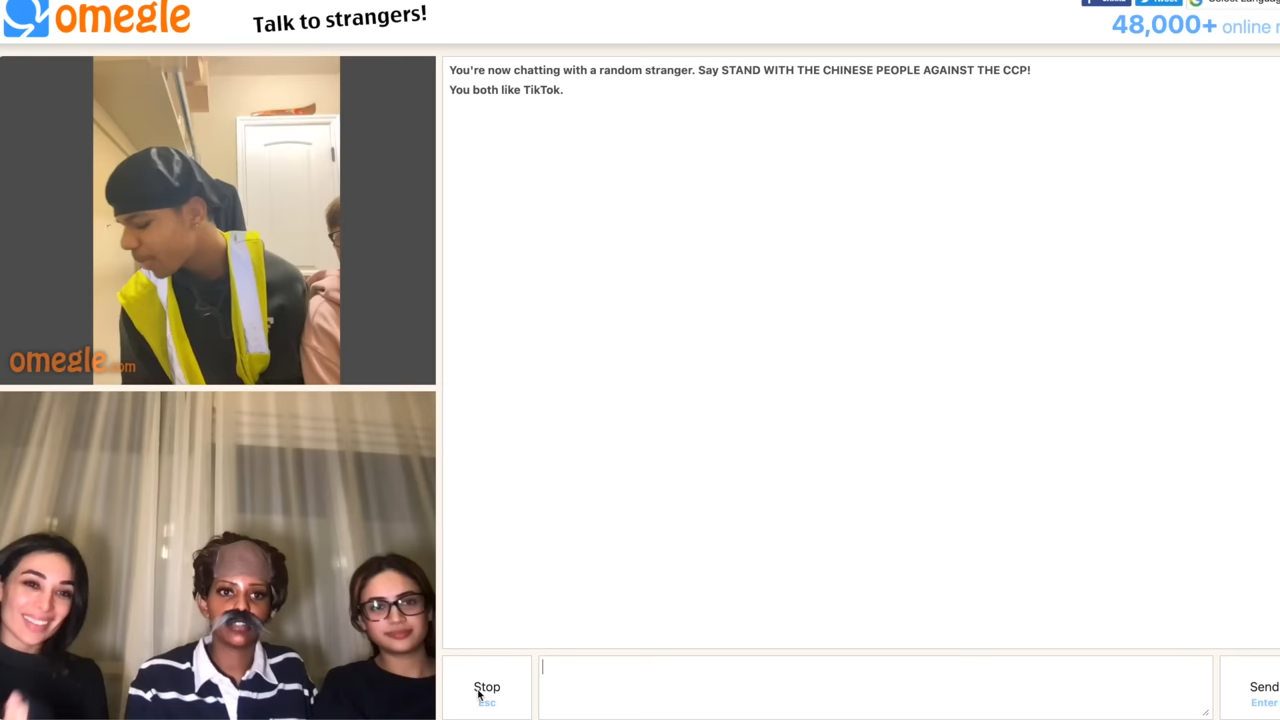 omegle
Talk to strangers!
Tweet
48,000+ online
You're now chatting with a random stranger. Say STAND WITH THE CHINESE PEOPLE AGAINST THE CCP!
You both like TikTok.
omegle.com
Stop
Esc
Send
Enter